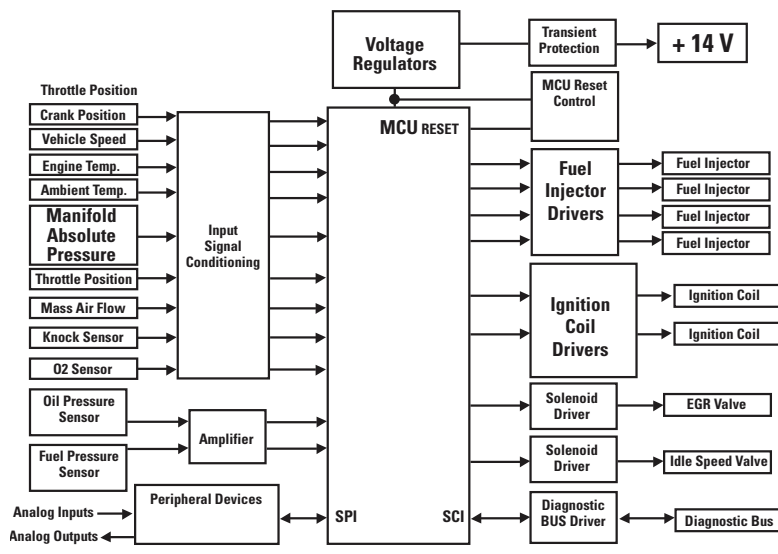 Voltage
Regulators
Transient
Protection
+ 14 V
MCU Reset
Control
Throttle Position
Crank Position
Vehicle Speed
Engine Temp.
Ambient Temp.
Manifold
Absolute
Pressure
Throttle Position
Mass Air Flow
Knock Sensor
O2 Sensor
Input
Signal
Conditioning
MCU RESET
Fuel
Injector
Drivers
Fuel Injector
Fuel Injector
Fuel Injector
Fuel Injector
Ignition
Coil
Drivers
Ignition Coil
Ignition Coil
Oil Pressure
Sensor
Fuel Pressure
Sensor
Amplifier
Solenoid
Driver
EGR Valve
Solenoid
Driver
Idle Speed Valve
Analog Inputs
Analog Outputs
Peripheral Devices
SPI
SCI
Diagnostic
BUS Driver
Diagnostic Bus